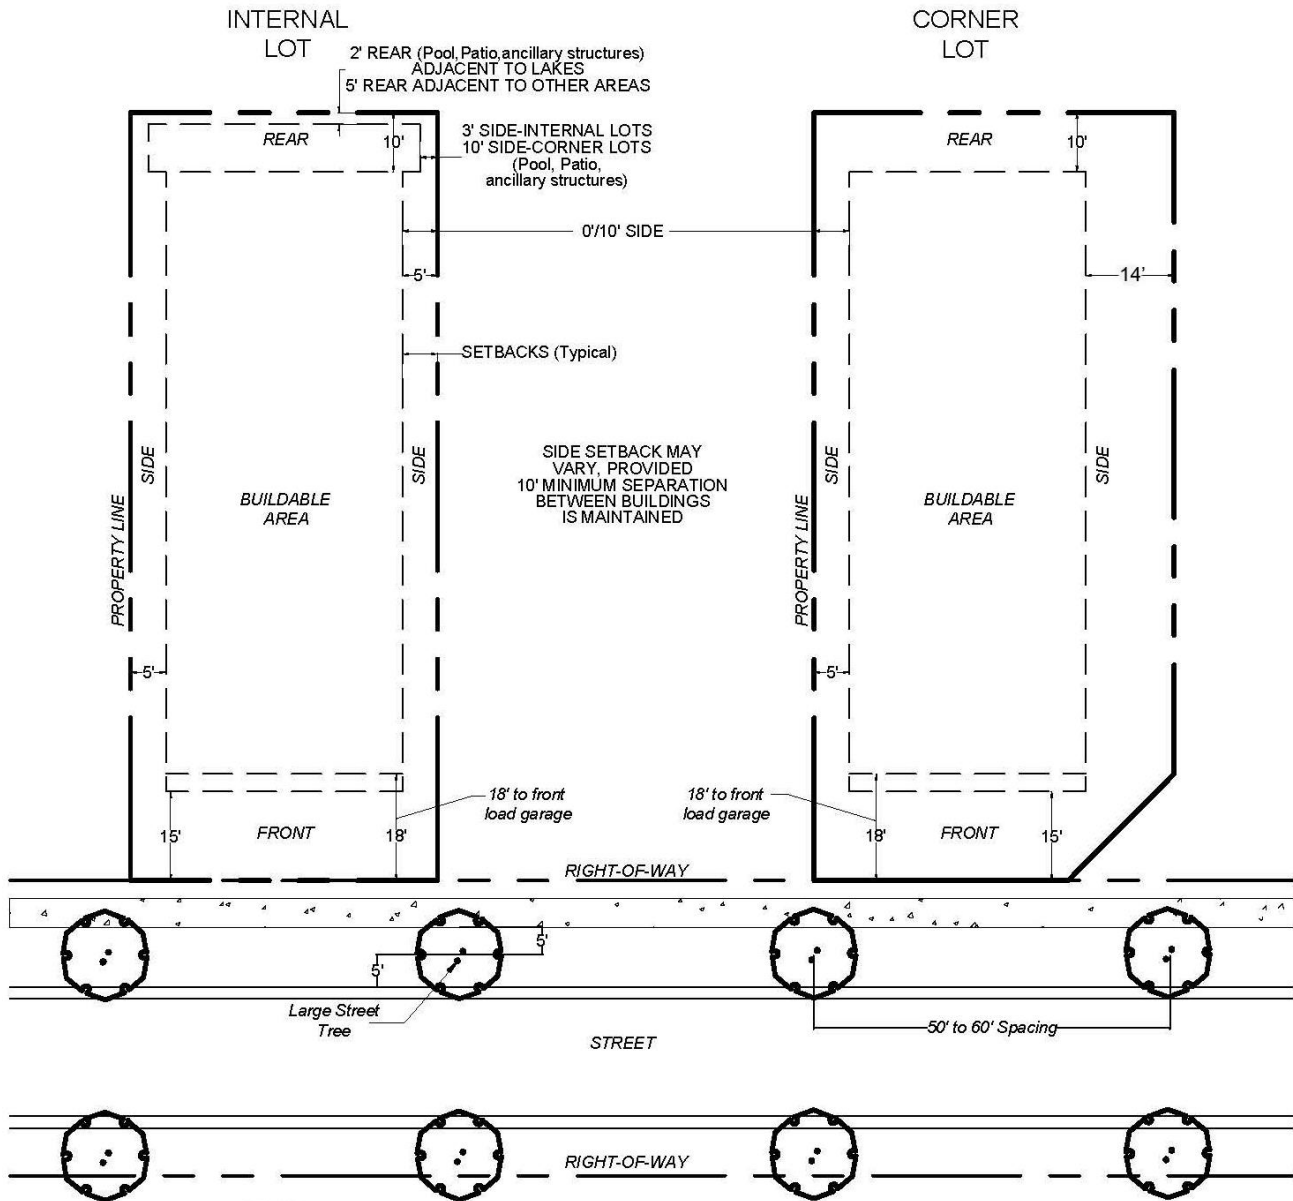 INTERNAL
LOT
CORNER
LOT
2' REAR (Pool,Patio,ancillary structures)
ADJACENT TO LAKES
5' REAR ADJACENT TO OTHER AREAS
REAR
10'
3' SIDE-INTERNAL LOTS
10' SIDE-CORNER LOTS
(Pool, Patio,
ancillary structures)
REAR
10'
0'/10' SIDE
5'
14'
SETBACKS (Typical)
SIDE
SIDE
PROPERTY LINE
BUILDABLE
AREA
SIDE SETBACK MAY
VARY, PROVIDED
10' MINIMUM SEPARATION
BETWEEN BUILDINGS
IS MAINTAINED
SIDE
PROPERTY LINE
BUILDABLE
AREA
SIDE
5'
5'
18' to front
load garage
18' to front
load garage
15'
FRONT
18'
18'
FRONT
15'
RIGHT-OF-WAY
5'
5'
Large Street
Tree
50' to 60' Spacing
STREET
RIGHT-OF-WAY